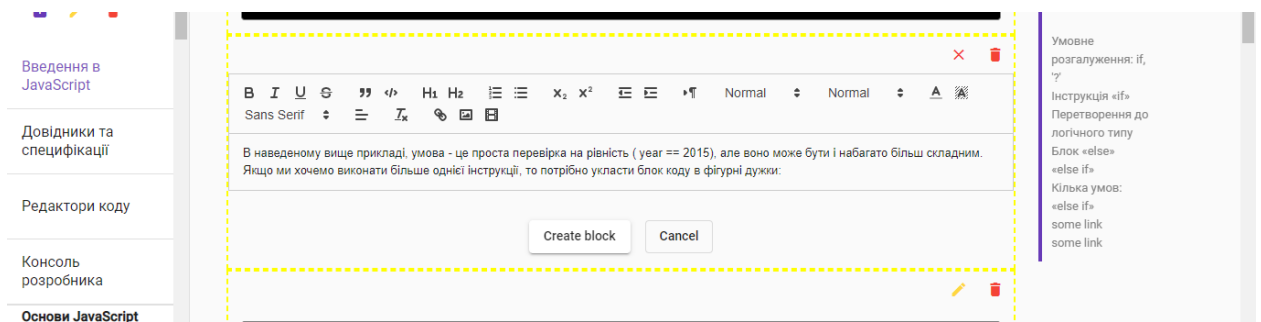 Введення в
JavaScript
Довідники та
специфікації
Редактори коду
Консоль
розробника
Основи JavaScript
B I U S H1 H2 X2 X2 Normal Normal A A
Sans Serif Tx
В наведеному вище прикладі, умова - це проста перевірка на рівність ( year == 2015), але воно може бути і набагато більш складним.
Якщо ми хочемо виконати більше однієї інструкції, то потрібно укласти блок коду в фігурні дужки:
Create block Cancel
Умовне
розгалуження: if,
'?'
Інструкція «if»
Перетворення до
логічного типу
Блок «else»
«else if»
Кілька умов:
«else if»
some link
some link